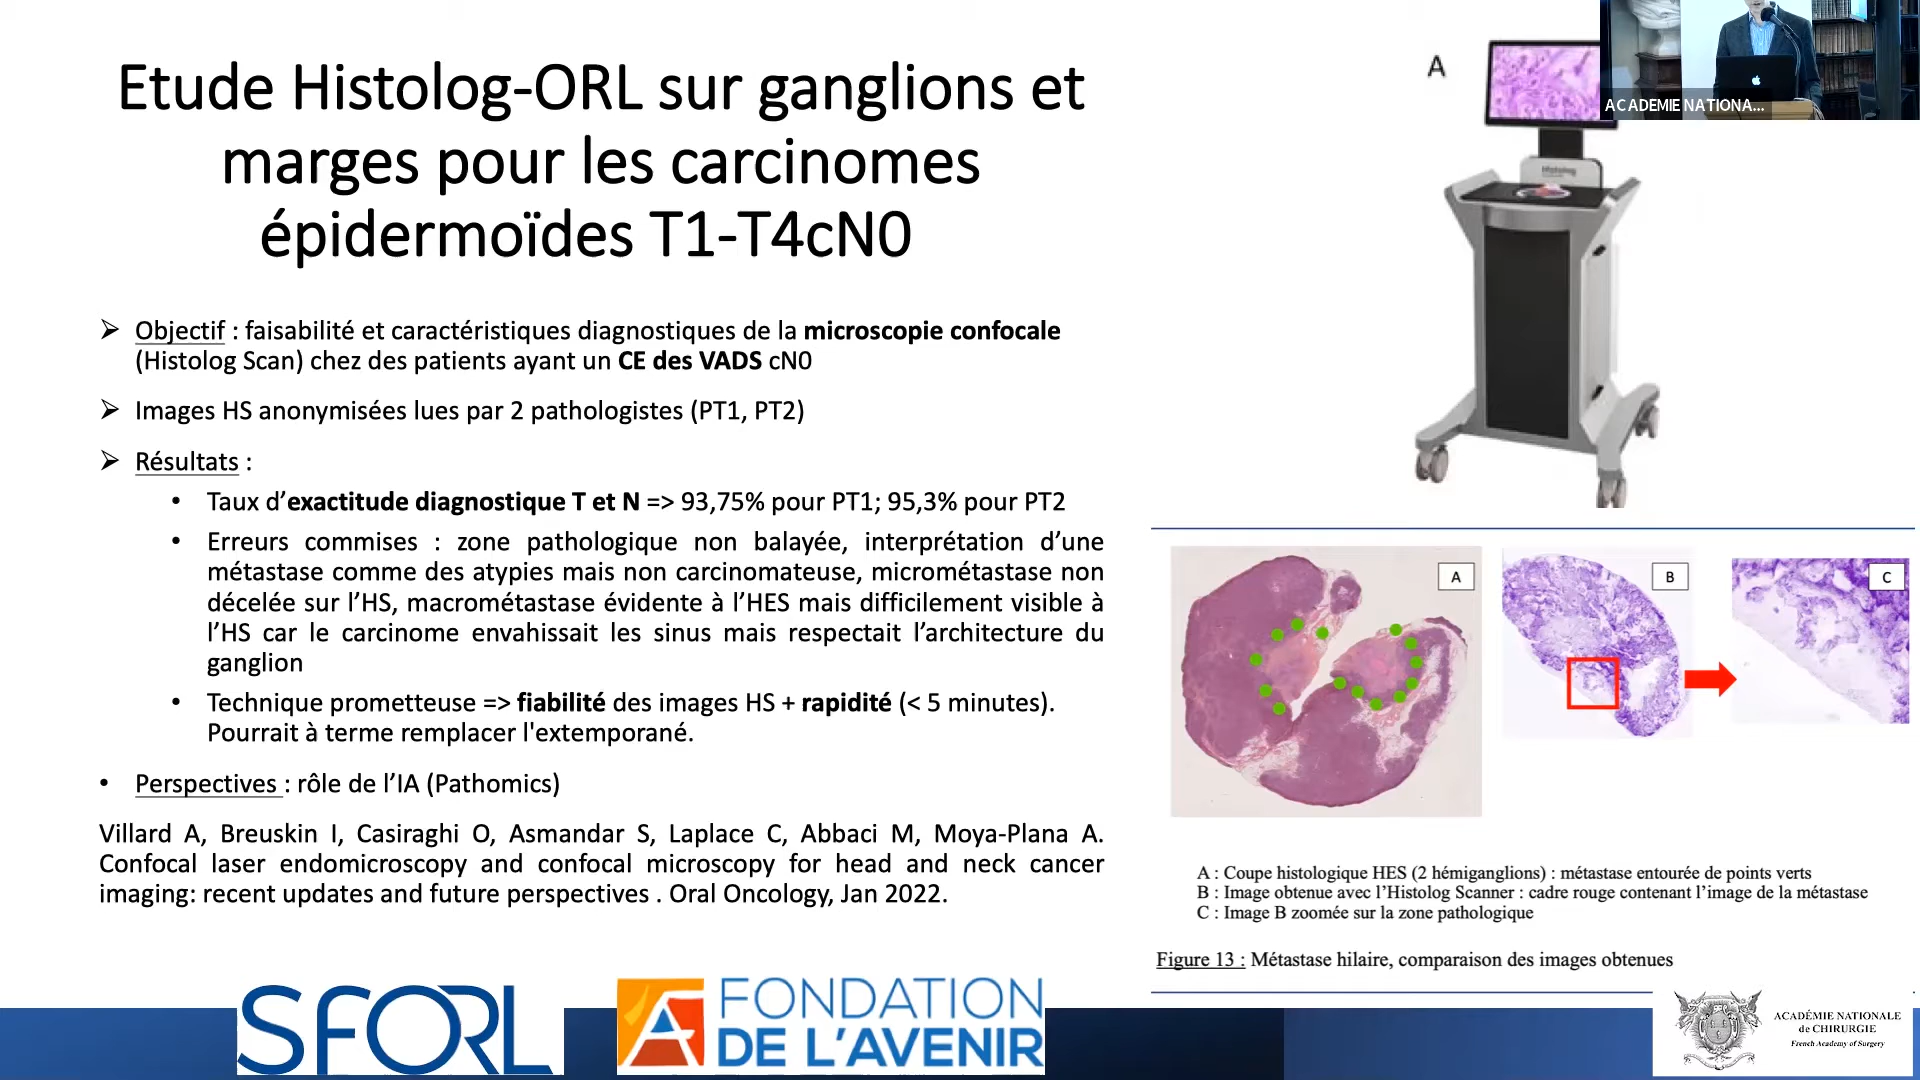 Etude Histolog-ORL sur ganglions et
marges pour les carcinomes
épidermoïdes T1-T4cN0
➢ Objectif : faisabilité et caractéristiques diagnostiques de la microscopie confocale
(Histolog Scan) chez des patients ayant un CE des VADS cN0
➢ Images HS anonymisées lues par 2 pathologistes (PT1, PT2)
➢ Résultats :
• Taux d’exactitude diagnostique T et N => 93,75% pour PT1; 95,3% pour PT2
• Erreurs commises : zone pathologique non balayée, interprétation d’une
métastase comme des atypies mais non carcinomateuse, micrométastase non
décelée sur l’HS, macrométastase évidente à l’HES mais difficilement visible à
l’HS car le carcinome envahissait les sinus mais respectait l’architecture du
ganglion
• Technique prometteuse => fiabilité des images HS + rapidité (< 5 minutes).
Pourrait à terme remplacer l'extemporané.
• Perspectives : rôle de l’IA (Pathomics)
Villard A, Breuskin I, Casiraghi O, Asmandar S, Laplace C, Abbaci M, Moya-Plana A.
Confocal laser endomicroscopy and confocal microscopy for head and neck cancer
imaging: recent updates and future perspectives . Oral Oncology, Jan 2022.
A
ACADEMIE NATIONA...
Histolog
A
B
C
A : Coupe histologique HES (2 hémiganglions) : métastase entourée de points verts
B : Image obtenue avec l’Histolog Scanner : cadre rouge contenant l’image de la métastase
C : Image B zoomée sur la zone pathologique
Figure 13 : Métastase hilaire, comparaison des images obtenues
SFORL
FONDATION
DE L’AVENIR
ACADÉMIE NATIONALE
de CHIRURGIE
French Academy of Surgery